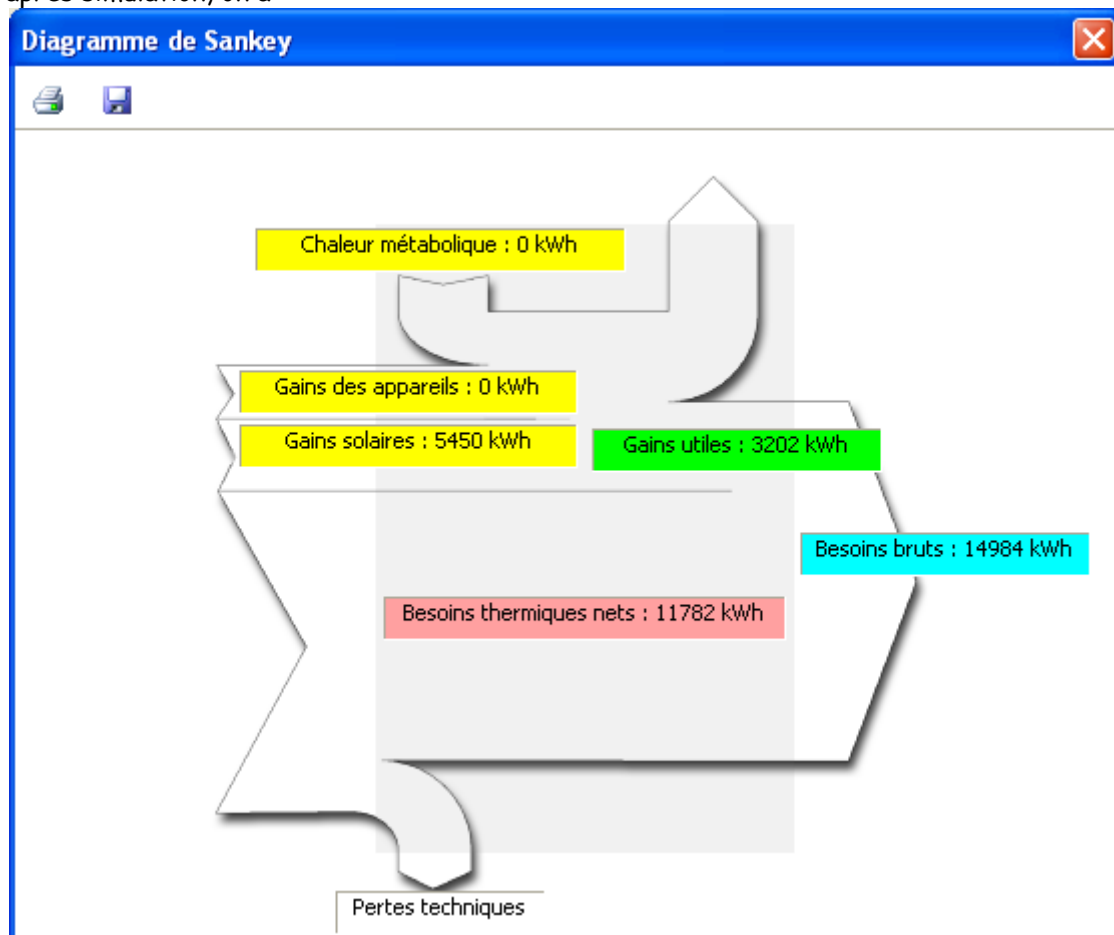 Diagramme de Sankey
Chaleur métabolique : 0 kWh
Gains des appareils : 0 kWh
Gains solaires : 5450 kWh
Gains utiles : 3202 kWh
Besoins bruts : 14984 kWh
Besoins thermiques nets : 11782 kWh
Pertes techniques